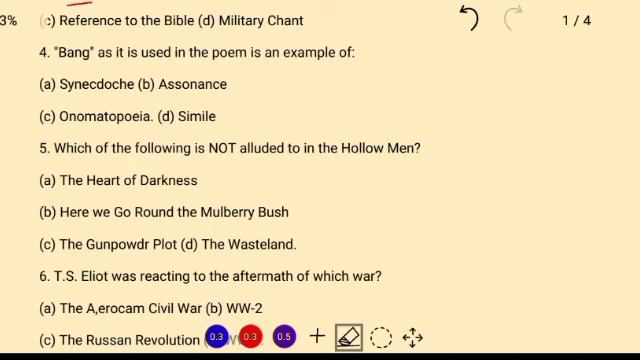 3% (c) Reference to the Bible (d) Military Chant 1 / 4
4. "Bang" as it is used in the poem is an example of:
(a) Synecdoche (b) Assonance
(c) Onomatopoeia. (d) Simile
5. Which of the following is NOT alluded to in the Hollow Men?
(a) The Heart of Darkness
(b) Here we Go Round the Mulberry Bush
(c) The Gunpowdr Plot (d) The Wasteland.
6. T.S. Eliot was reacting to the aftermath of which war?
(a) The A,erocam Civil War (b) WW-2
(c) The Russan Revolution 0.3 0.3 0.5